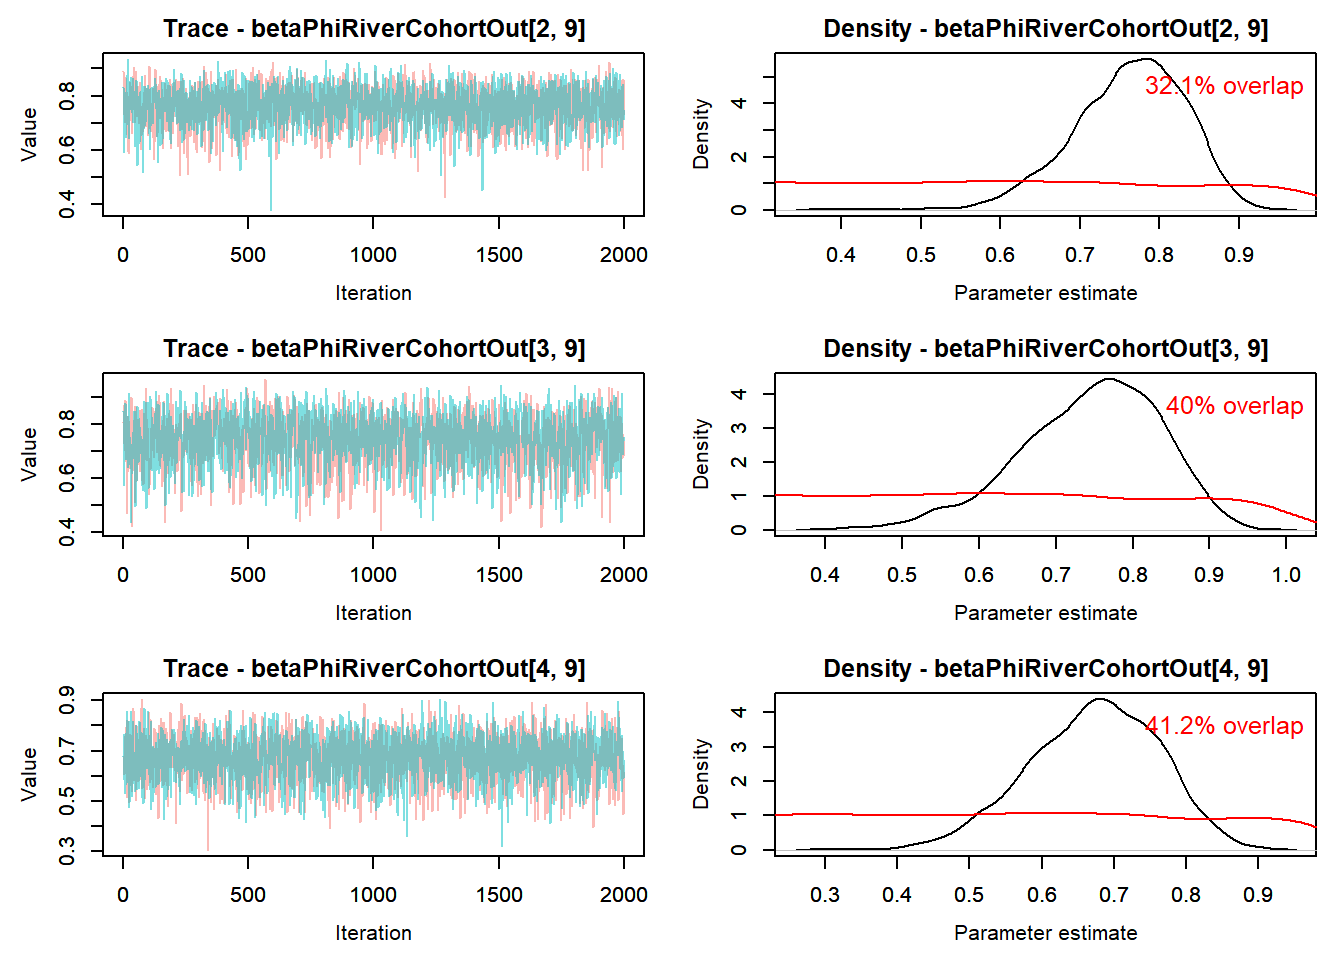 Trace - betaPhiRiverCohortOut[2, 9]
Value
0.4 0.6 0.8
0 500 1000 1500 2000
Iteration
Density - betaPhiRiverCohortOut[2, 9]
32.1% overlap
Density
0 2 4
0.4 0.5 0.6 0.7 0.8 0.9
Parameter estimate
Trace - betaPhiRiverCohortOut[3, 9]
Value
0.4 0.6 0.8
0 500 1000 1500 2000
Iteration
Density - betaPhiRiverCohortOut[3, 9]
40% overlap
Density
0 1 2 3 4
0.4 0.5 0.6 0.7 0.8 0.9 1.0
Parameter estimate
Trace - betaPhiRiverCohortOut[4, 9]
Value
0.3 0.5 0.7 0.9
0 500 1000 1500 2000
Iteration
Density - betaPhiRiverCohortOut[4, 9]
41.2% overlap
Density
0 1 2 3 4
0.3 0.4 0.5 0.6 0.7 0.8 0.9
Parameter estimate